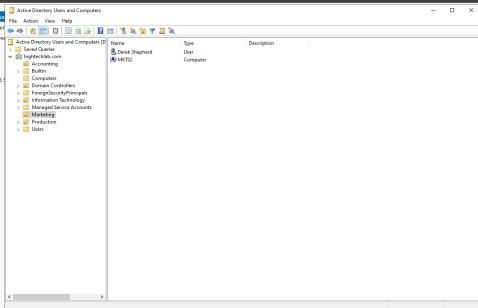 Active Directory Users and Computers
File Action View Help
Active Directory Users and Computers [D
Saved Queries
hightechlab.com
Accounting
Builtin
Computers
Domain Controllers
ForeignSecurityPrincipals
Information Technology
Managed Service Accounts
Marketing
Production
Users
Name Type Description
Derek Shepherd User
MKT02 Computer